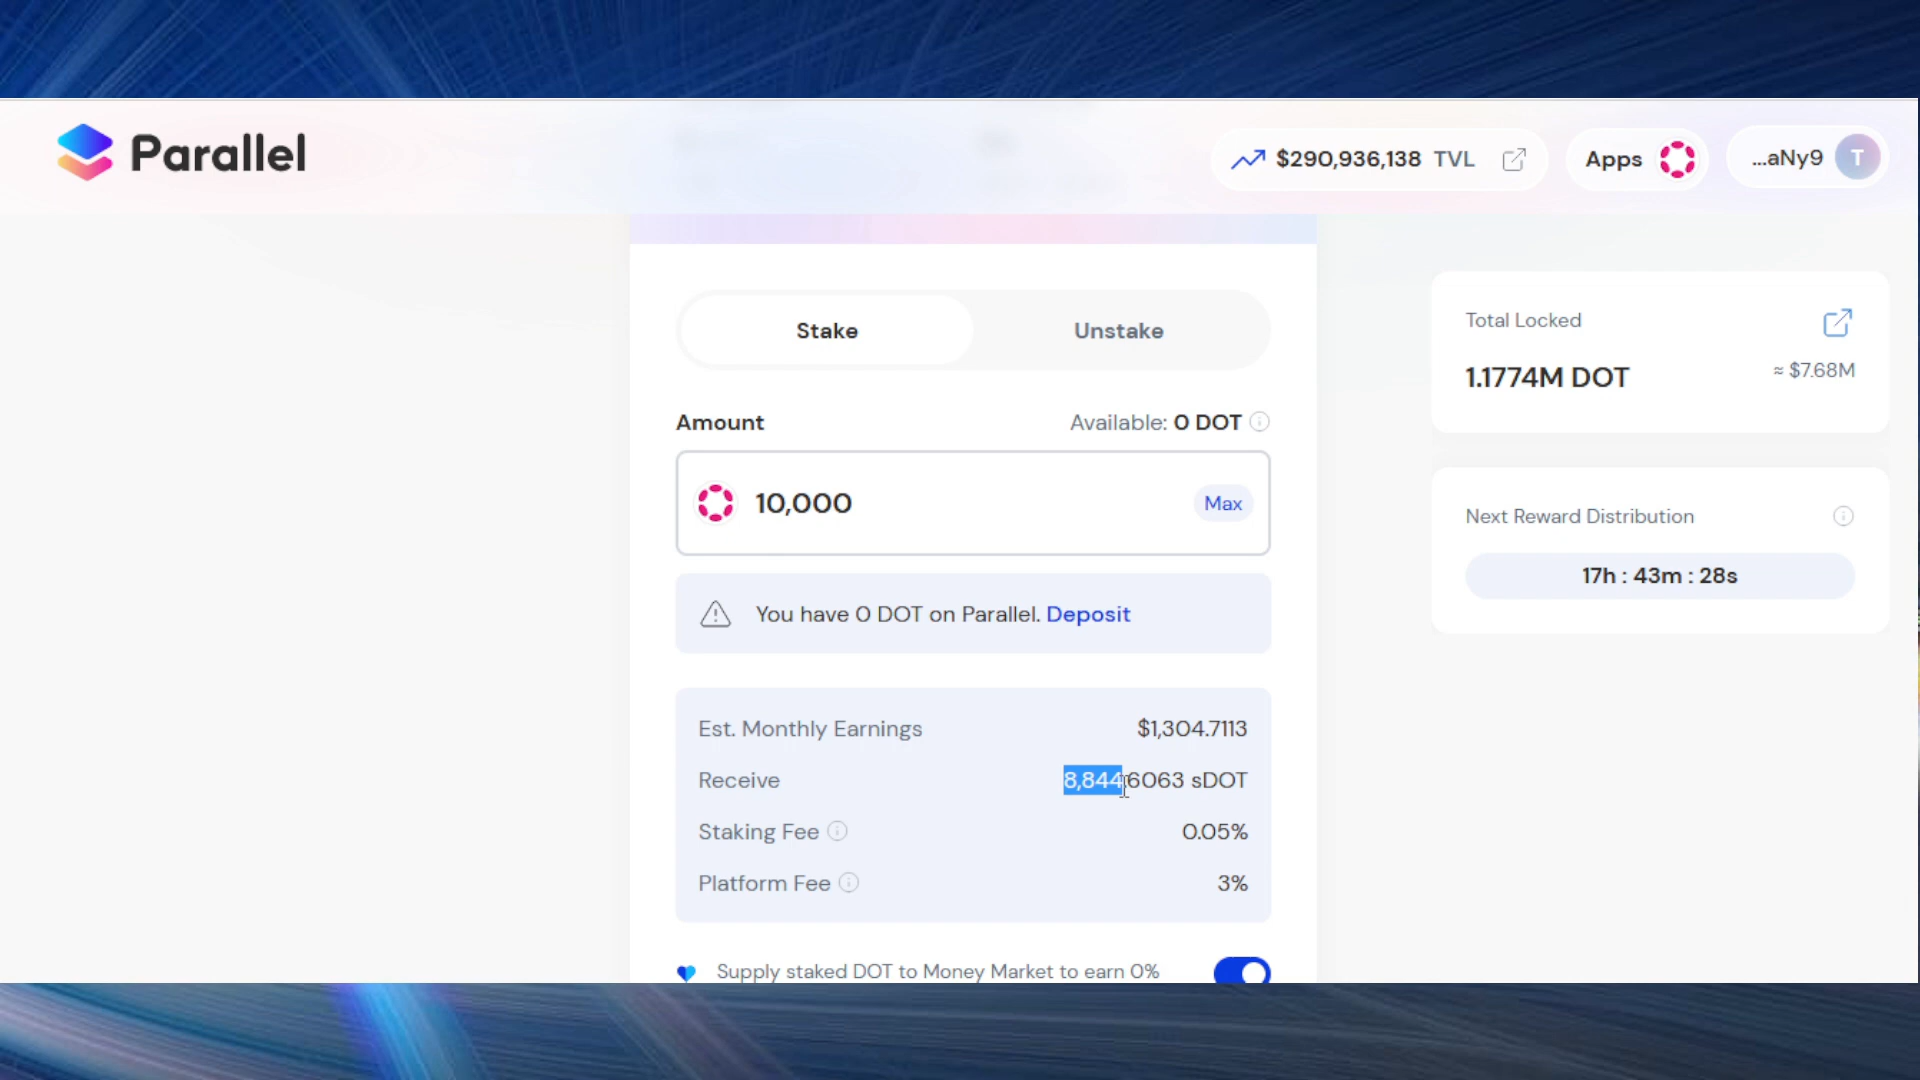 Parallel
$290,936,138 TVL
Apps
...aNy9
T
Stake
Unstake
Amount
Available: 0 DOT
10,000
Max
You have 0 DOT on Parallel. Deposit
Est. Monthly Earnings
$1,304.7113
Receive
8,844.6063 sDOT
Staking Fee
0.05%
Platform Fee
3%
Supply staked DOT to Money Market to earn 0%
Total Locked
1.1774M DOT
≈ $7.68M
Next Reward Distribution
17h : 43m : 28s